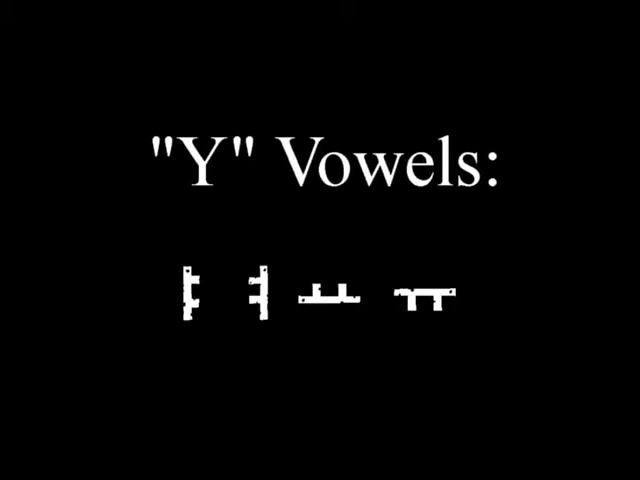 "Y" Vowels:
ㅑ ㅕ ㅛ ㅠ